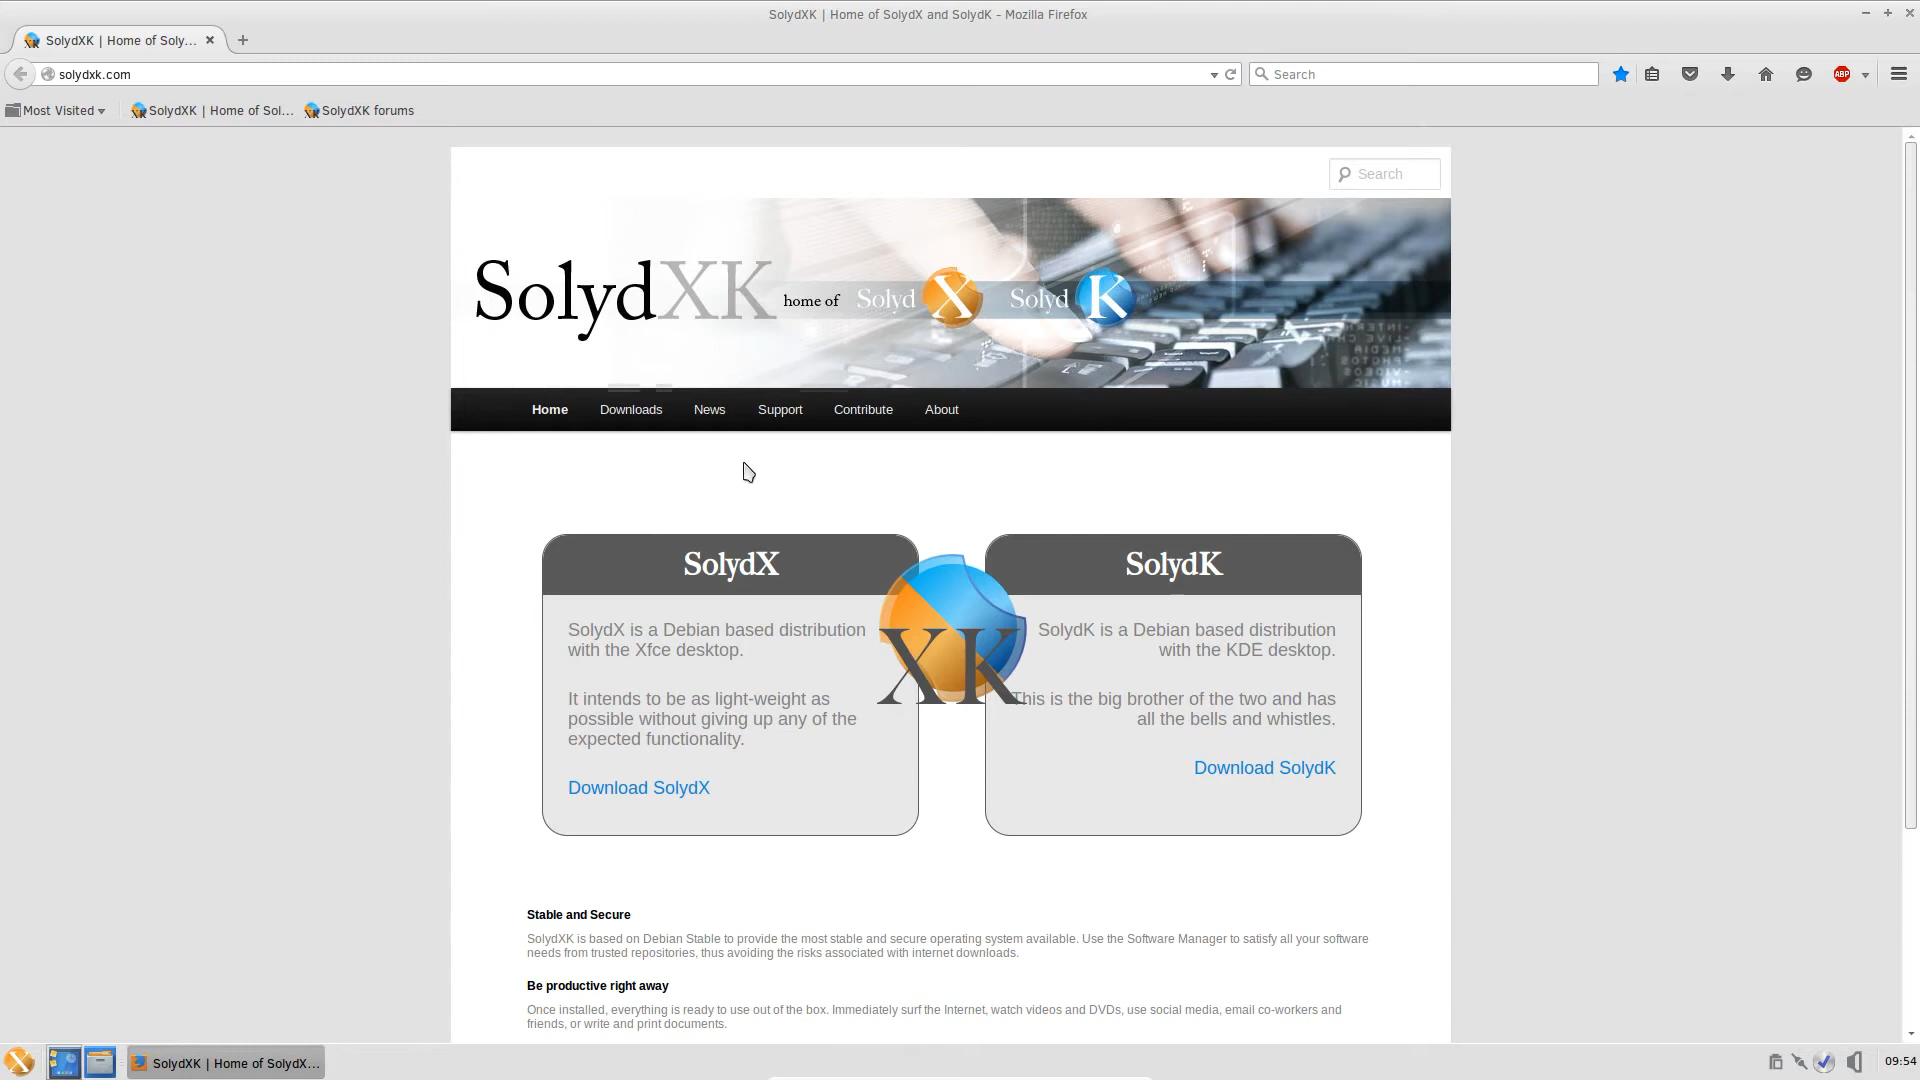 SolydXK | Home of SolydX and SolydK - Mozilla Firefox
SolydXK | Home of Soly...
solydxk.com
Search
ABP
Most Visited
SolydXK | Home of Sol...
SolydXK forums
Search
SolydXK home of Solyd X Solyd K
Home Downloads News Support Contribute About
SolydX
SolydX is a Debian based distribution
with the Xfce desktop.
It intends to be as light-weight as
possible without giving up any of the
expected functionality.
Download SolydX
XK
SolydK
SolydK is a Debian based distribution
with the KDE desktop.
This is the big brother of the two and has
all the bells and whistles.
Download SolydK
Stable and Secure
SolydXK is based on Debian Stable to provide the most stable and secure operating system available. Use the Software Manager to satisfy all your software
needs from trusted repositories, thus avoiding the risks associated with internet downloads.
Be productive right away
Once installed, everything is ready to use out of the box. Immediately surf the Internet, watch videos and DVDs, use social media, email co-workers and
friends, or write and print documents.
X
SolydXK | Home of SolydX...
09:54